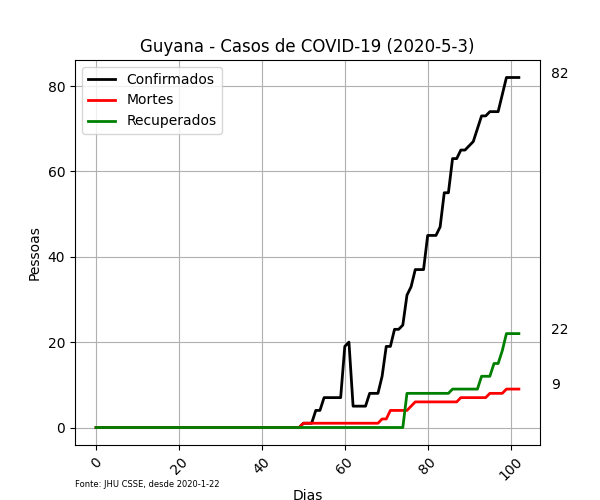 Guyana - Casos de COVID-19 (2020-5-3)
Confirmados
Mortes
Recuperados
Pessoas
80
60
40
20
0
82
22
9
0
20
40
60
80
100
Fonte: JHU CSSE, desde 2020-1-22
Dias